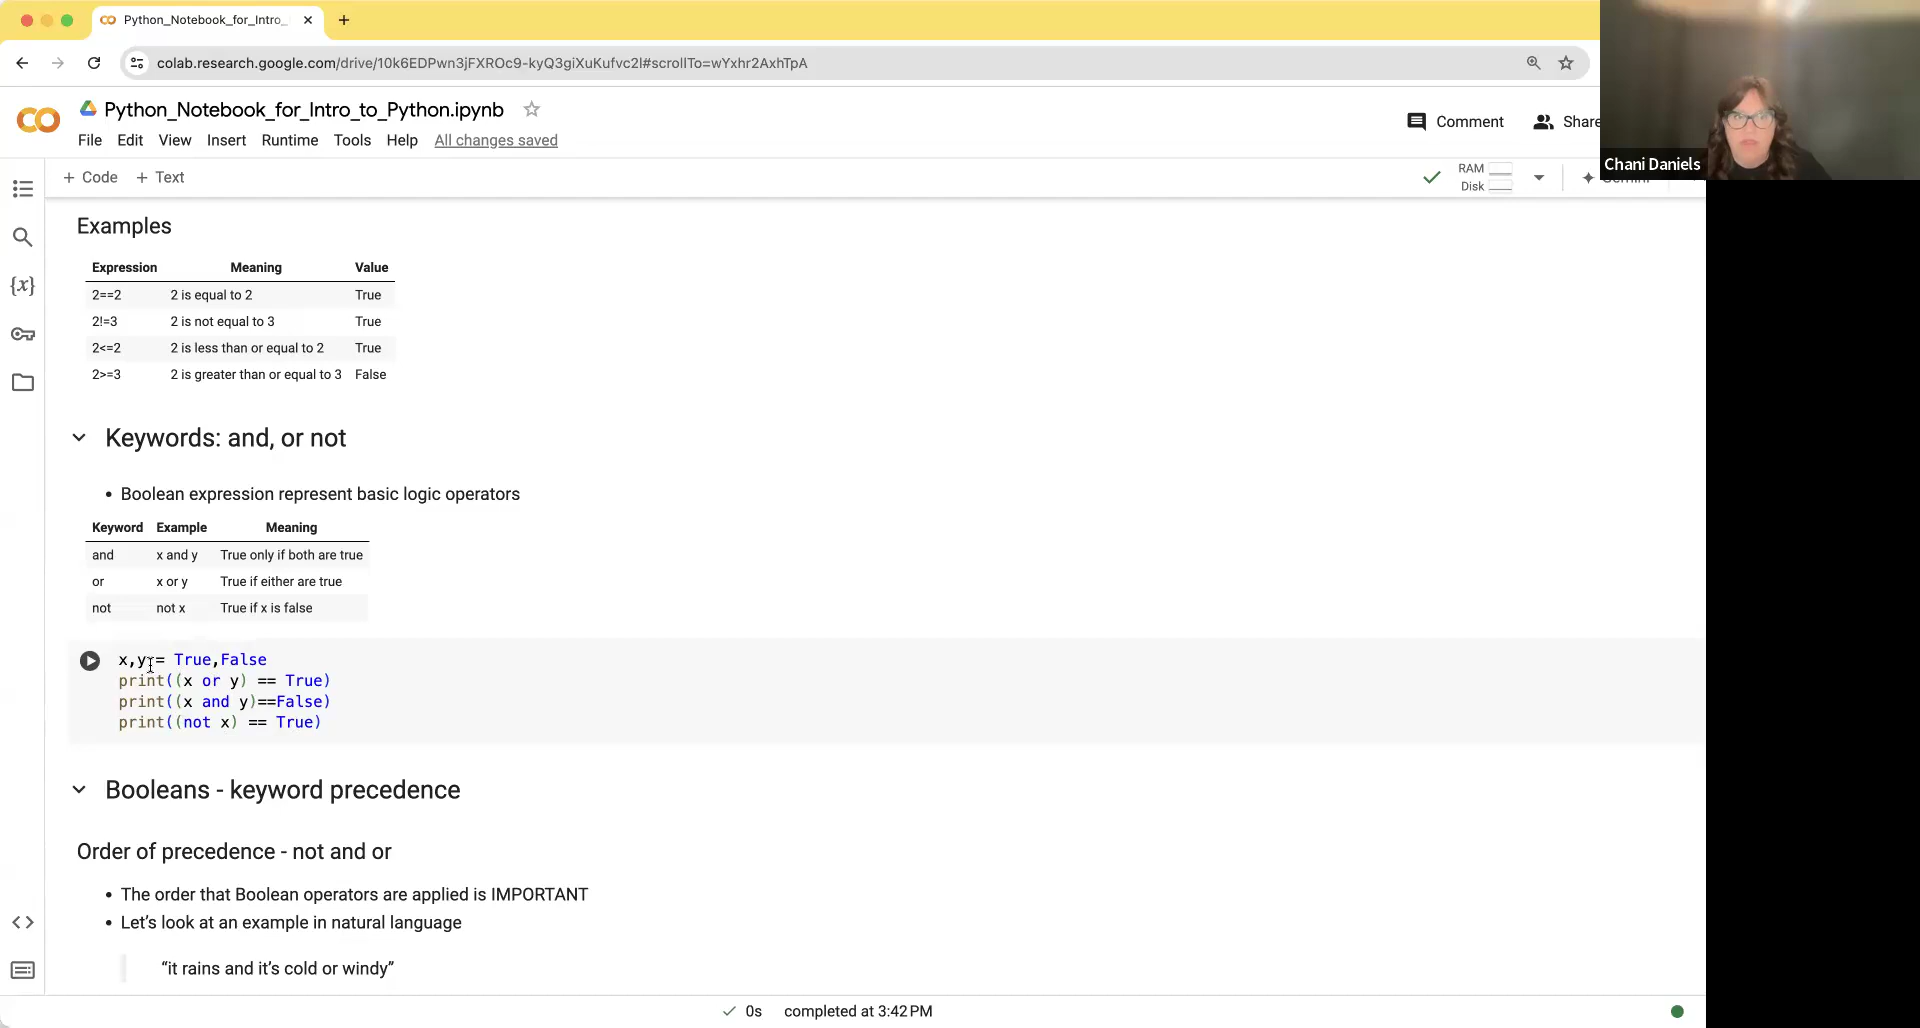 Python_Notebook_for_Intro_
colab.research.google.com/drive/10k6EDPwn3jFXROc9-kyQ3giXuKufvc2l#scrollTo=wYxhr2AxhTpA
Python_Notebook_for_Intro_to_Python.ipynb
File Edit View Insert Runtime Tools Help All changes saved
Comment Share
Chani Daniels
+ Code + Text
RAM
Disk
Examples
Expression Meaning Value
2==2 2 is equal to 2 True
2!=3 2 is not equal to 3 True
2<=2 2 is less than or equal to 2 True
2>=3 2 is greater than or equal to 3 False
Keywords: and, or not
• Boolean expression represent basic logic operators
Keyword Example Meaning
and x and y True only if both are true
or x or y True if either are true
not not x True if x is false
x,y = True,False
print((x or y) == True)
print((x and y)==False)
print((not x) == True)
Booleans - keyword precedence
Order of precedence - not and or
• The order that Boolean operators are applied is IMPORTANT
• Let’s look at an example in natural language
“it rains and it’s cold or windy”
0s completed at 3:42 PM